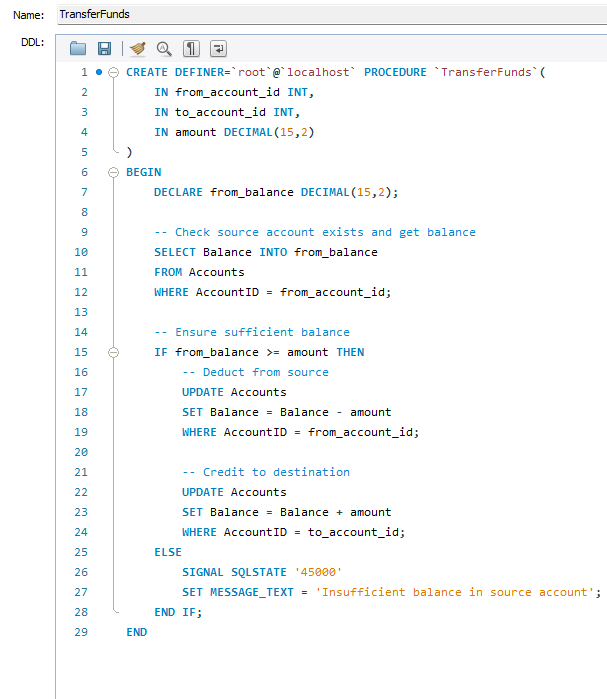 Name: TransferFunds
DDL:
1 CREATE DEFINER=`root`@`localhost` PROCEDURE `TransferFunds`(
2     IN from_account_id INT,
3     IN to_account_id INT,
4     IN amount DECIMAL(15,2)
5 )
6 BEGIN
7     DECLARE from_balance DECIMAL(15,2);
8
9     -- Check source account exists and get balance
10     SELECT Balance INTO from_balance
11     FROM Accounts
12     WHERE AccountID = from_account_id;
13
14     -- Ensure sufficient balance
15     IF from_balance >= amount THEN
16         -- Deduct from source
17         UPDATE Accounts
18         SET Balance = Balance - amount
19         WHERE AccountID = from_account_id;
20
21         -- Credit to destination
22         UPDATE Accounts
23         SET Balance = Balance + amount
24         WHERE AccountID = to_account_id;
25     ELSE
26         SIGNAL SQLSTATE '45000'
27         SET MESSAGE_TEXT = 'Insufficient balance in source account';
28     END IF;
29 END